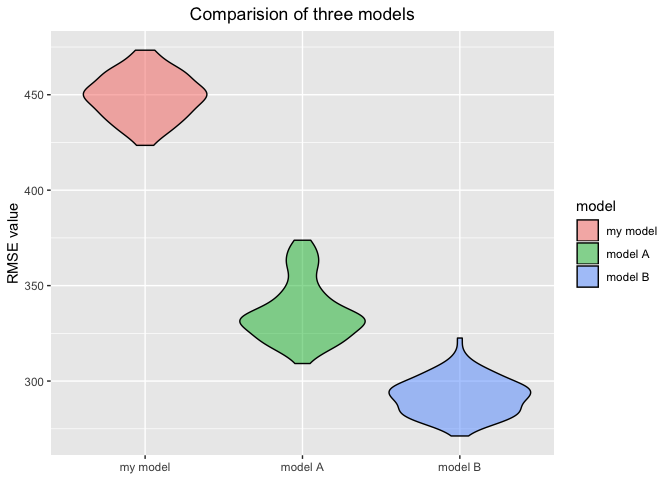 Comparision of three models
RMSE value
450
400
350
300
my model
model A
model B
model
my model
model A
model B